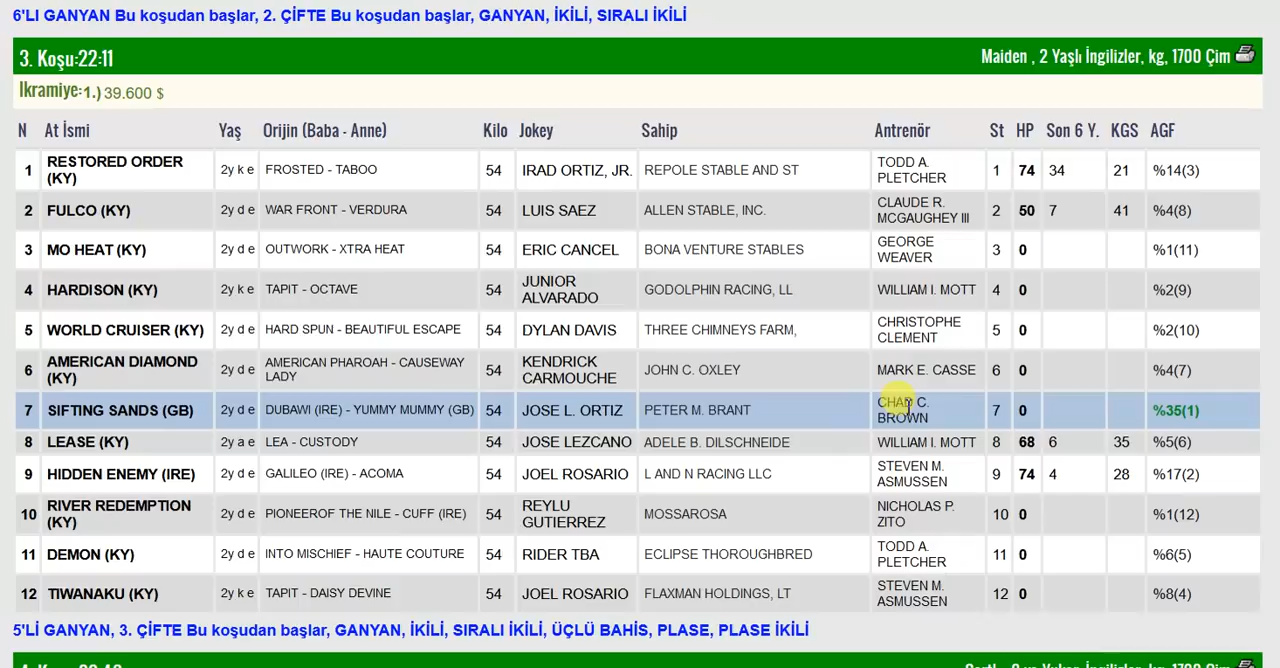 6'LI GANYAN Bu koşudan başlar, 2. ÇİFTE Bu koşudan başlar, GANYAN, İKİLİ, SIRALI İKİLİ
3. Koşu:22:11 Maiden , 2 Yaşlı İngilizler, kg, 1700 Çim
Ikramiye:1.) 39.600 $
N At İsmi Yaş Orijin (Baba - Anne) Kilo Jokey Sahip Antrenör St HP Son 6 Y. KGS AGF
1 RESTORED ORDER (KY) 2y k e FROSTED - TABOO 54 IRAD ORTIZ, JR. REPOLE STABLE AND ST TODD A. PLETCHER 1 74 34 21 %14(3)
2 FULCO (KY) 2y d e WAR FRONT - VERDURA 54 LUIS SAEZ ALLEN STABLE, INC. CLAUDE R. MCGAUGHEY III 2 50 7 41 %4(8)
3 MO HEAT (KY) 2y d e OUTWORK - XTRA HEAT 54 ERIC CANCEL BONA VENTURE STABLES GEORGE WEAVER 3 0 %1(11)
4 HARDISON (KY) 2y k e TAPIT - OCTAVE 54 JUNIOR ALVARADO GODOLPHIN RACING, LL WILLIAM I. MOTT 4 0 %2(9)
5 WORLD CRUISER (KY) 2y d e HARD SPUN - BEAUTIFUL ESCAPE 54 DYLAN DAVIS THREE CHIMNEYS FARM, CHRISTOPHE CLEMENT 5 0 %2(10)
6 AMERICAN DIAMOND (KY) 2y d e AMERICAN PHAROAH - CAUSEWAY LADY 54 KENDRICK CARMOUCHE JOHN C. OXLEY MARK E. CASSE 6 0 %4(7)
7 SIFTING SANDS (GB) 2y d e DUBAWI (IRE) - YUMMY MUMMY (GB) 54 JOSE L. ORTIZ PETER M. BRANT CHAD C. BROWN 7 0 %35(1)
8 LEASE (KY) 2y a e LEA - CUSTODY 54 JOSE LEZCANO ADELE B. DILSCHNEIDE WILLIAM I. MOTT 8 68 6 35 %5(6)
9 HIDDEN ENEMY (IRE) 2y d e GALILEO (IRE) - ACOMA 54 JOEL ROSARIO L AND N RACING LLC STEVEN M. ASMUSSEN 9 74 4 28 %17(2)
10 RIVER REDEMPTION (KY) 2y d e PIONEEROF THE NILE - CUFF (IRE) 54 REYLU GUTIERREZ MOSSAROSA NICHOLAS P. ZITO 10 0 %1(12)
11 DEMON (KY) 2y d e INTO MISCHIEF - HAUTE COUTURE 54 RIDER TBA ECLIPSE THOROUGHBRED TODD A. PLETCHER 11 0 %6(5)
12 TIWANAKU (KY) 2y k e TAPIT - DAISY DEVINE 54 JOEL ROSARIO FLAXMAN HOLDINGS, LT STEVEN M. ASMUSSEN 12 0 %8(4)
5'Lİ GANYAN, 3. ÇİFTE Bu koşudan başlar, GANYAN, İKİLİ, SIRALI İKİLİ, ÜÇLÜ BAHİS, PLASE, PLASE İKİLİ